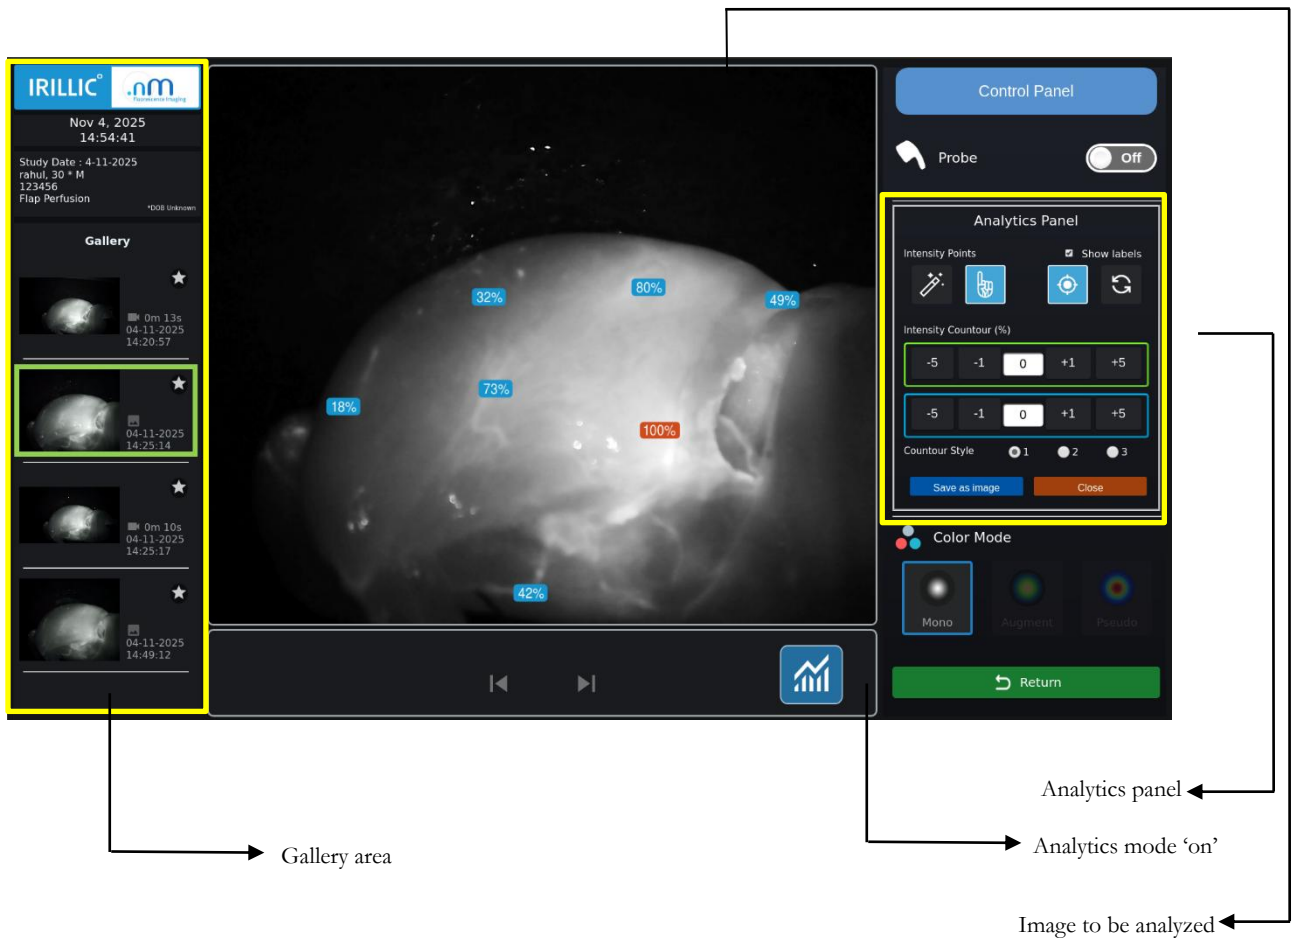 IRILLIC°
.nm
Fluorescence Imaging
Nov 4, 2025
14:54:41
Study Date : 4-11-2025
rahul, 30 * M
123456
Flap Perfusion
*DOB Unknown
Gallery
0m 13s
04-11-2025
14:20:57
04-11-2025
14:25:14
0m 10s
04-11-2025
14:25:17
04-11-2025
14:49:12
32%
80%
49%
18%
73%
100%
42%
Control Panel
Probe
Off
Analytics Panel
Intensity Points
Show labels
Intensity Countour (%)
-5 -1 0 +1 +5
-5 -1 0 +1 +5
Countour Style 1 2 3
Save as image Close
Color Mode
Mono Augment Pseudo
Return
Analytics panel
Analytics mode ‘on’
Gallery area
Image to be analyzed